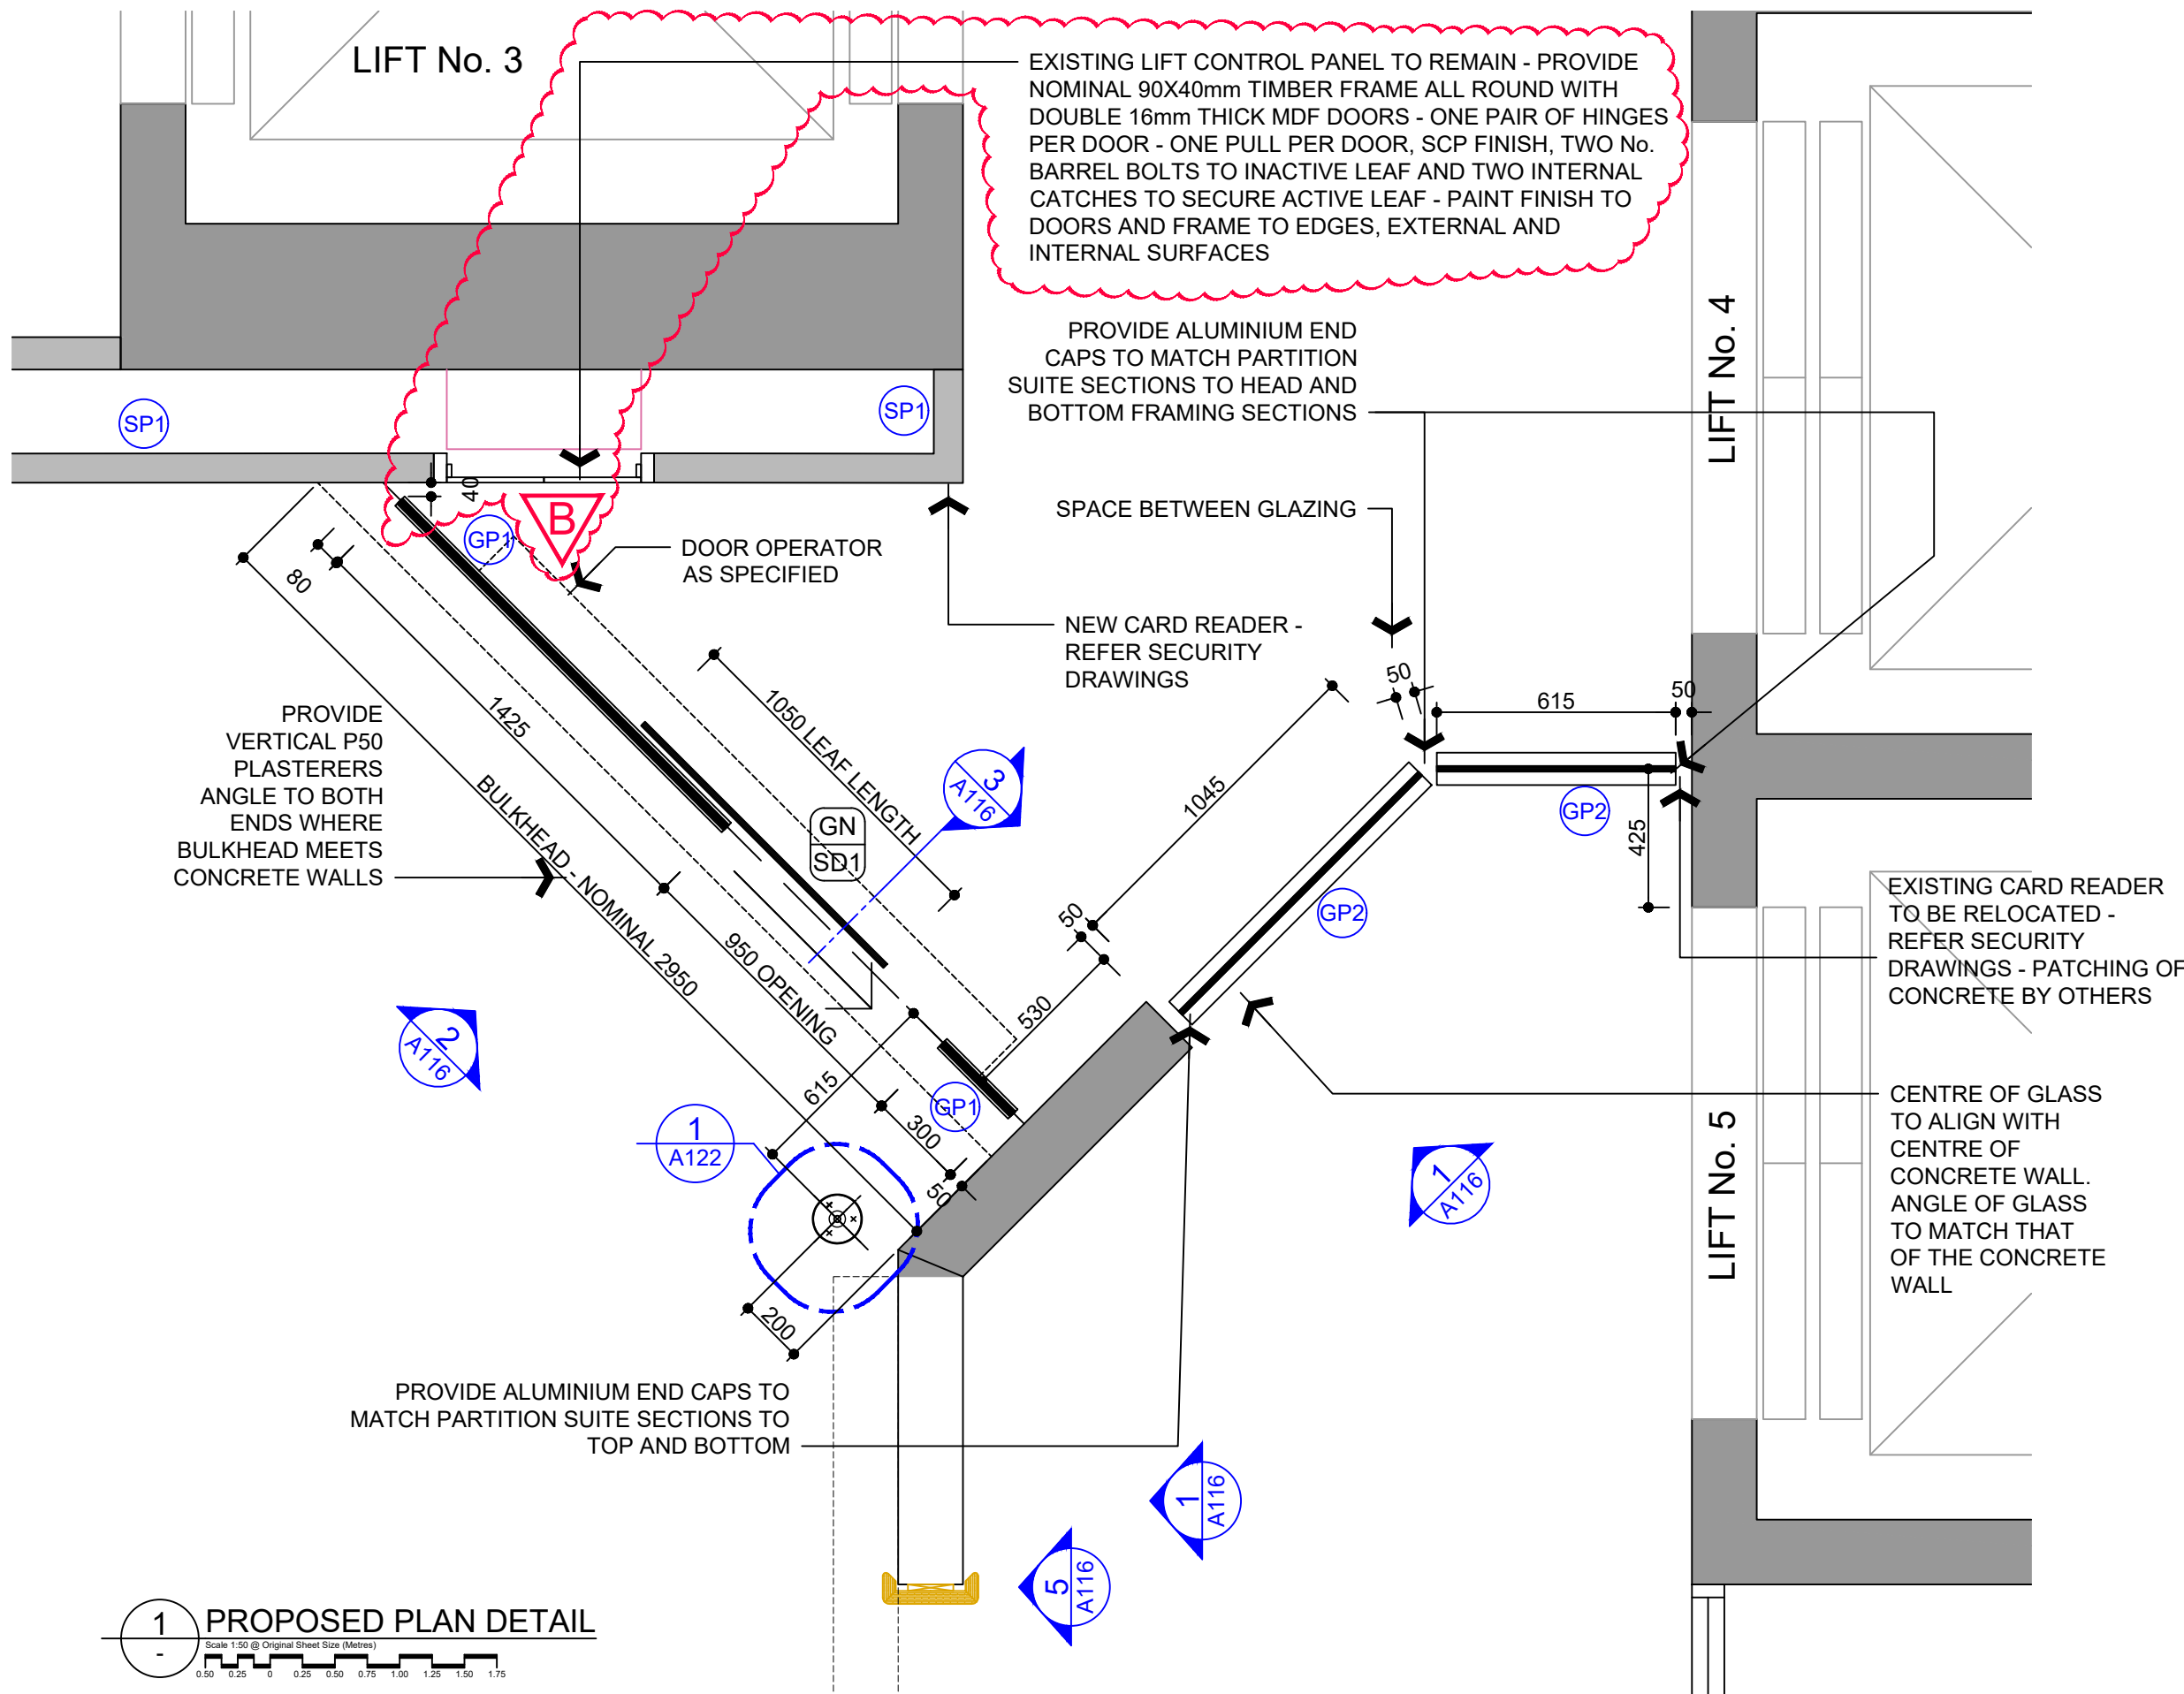 LIFT No. 3
EXISTING LIFT CONTROL PANEL TO REMAIN - PROVIDE
NOMINAL 90X40mm TIMBER FRAME ALL ROUND WITH
DOUBLE 16mm THICK MDF DOORS - ONE PAIR OF HINGES
PER DOOR - ONE PULL PER DOOR, SCP FINISH, TWO No.
BARREL BOLTS TO INACTIVE LEAF AND TWO INTERNAL
CATCHES TO SECURE ACTIVE LEAF - PAINT FINISH TO
DOORS AND FRAME TO EDGES, EXTERNAL AND
INTERNAL SURFACES
PROVIDE ALUMINIUM END
CAPS TO MATCH PARTITION
SUITE SECTIONS TO HEAD AND
BOTTOM FRAMING SECTIONS
LIFT No. 4
SP1
SP1
40
GP1
B
SPACE BETWEEN GLAZING
DOOR OPERATOR
AS SPECIFIED
NEW CARD READER -
REFER SECURITY
DRAWINGS
80
1425
1050 LEAF LENGTH
50
615
50
PROVIDE
VERTICAL P50
PLASTERERS
ANGLE TO BOTH
ENDS WHERE
BULKHEAD MEETS
CONCRETE WALLS
BULKHEAD - NOMINAL 2950
3
A116
1045
GN
SD1
GP2
425
GP2
50
950 OPENING
530
EXISTING CARD READER
TO BE RELOCATED -
REFER SECURITY
DRAWINGS - PATCHING OF
CONCRETE BY OTHERS
2
A116
615
GP1
300
50
1
A122
200
CENTRE OF GLASS
TO ALIGN WITH
CENTRE OF
CONCRETE WALL.
ANGLE OF GLASS
TO MATCH THAT
OF THE CONCRETE
WALL
LIFT No. 5
1
A116
PROVIDE ALUMINIUM END CAPS TO
MATCH PARTITION SUITE SECTIONS TO
TOP AND BOTTOM
1
A116
5
A116
1
-
PROPOSED PLAN DETAIL
Scale 1:50 @ Original Sheet Size (Metres)
0.50 0.25 0 0.25 0.50 0.75 1.00 1.25 1.50 1.75